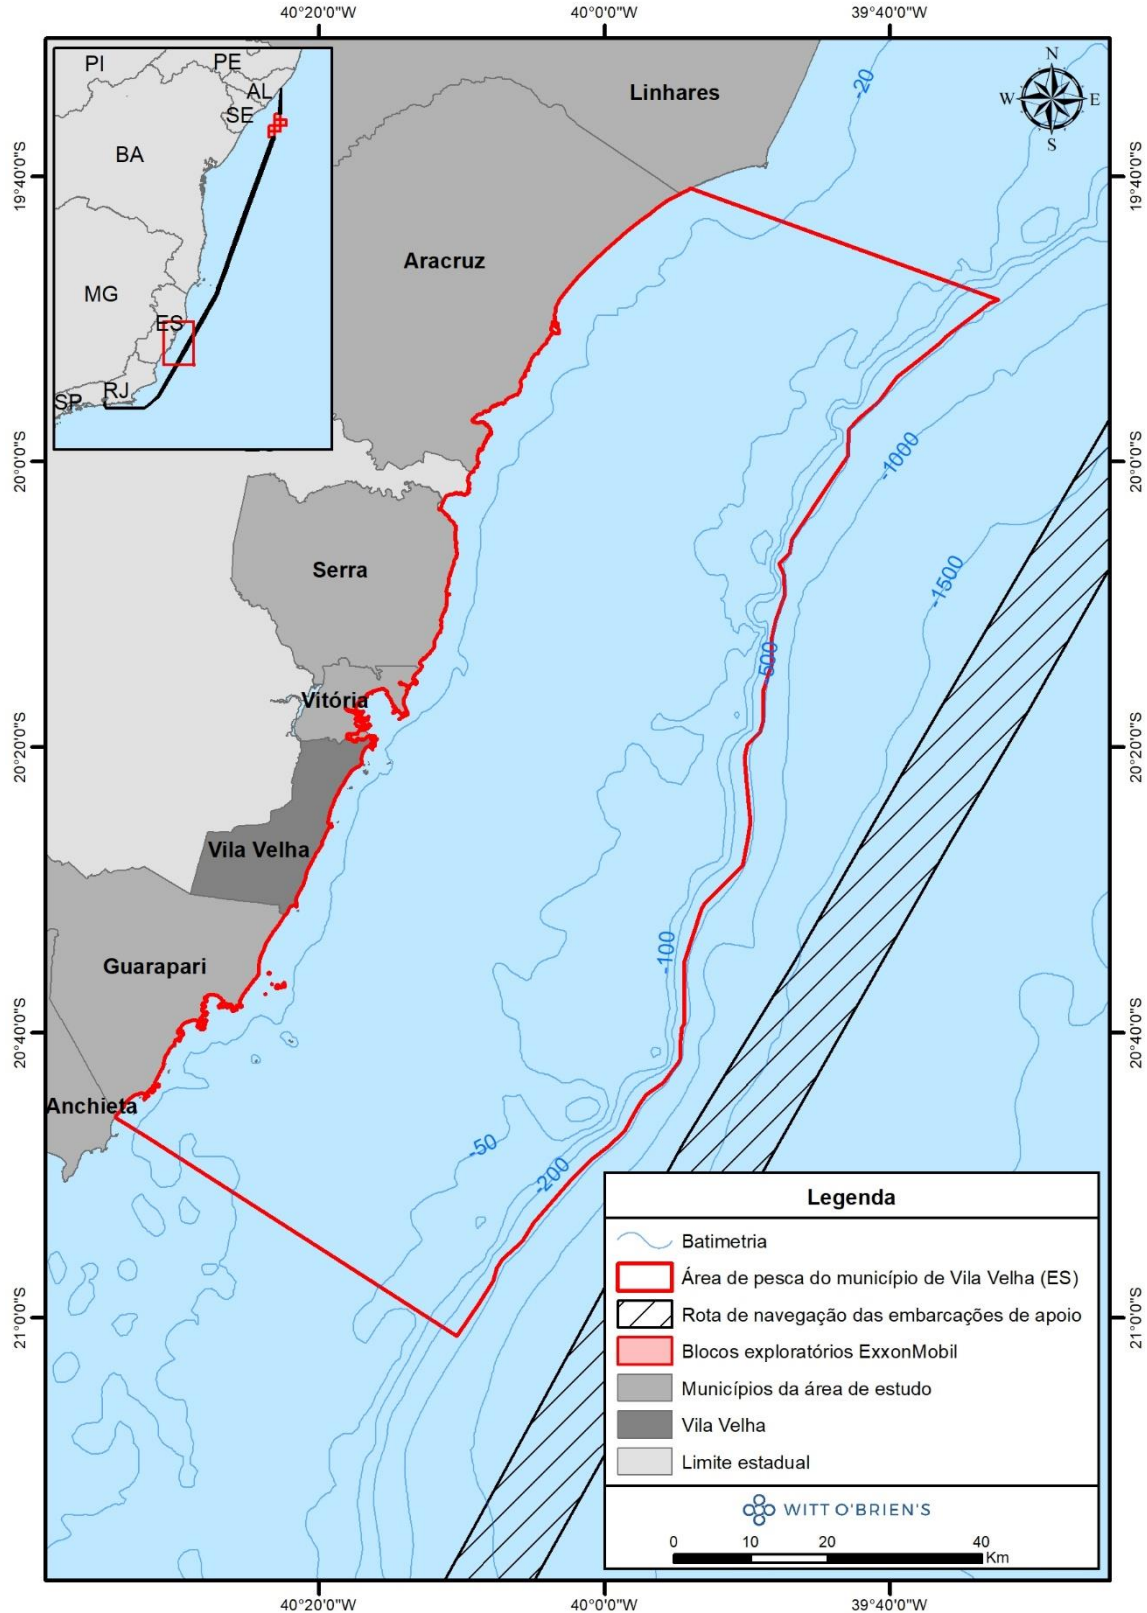 40°20'0"W
40°0'0"W
39°40'0"W
PI
PE
AL
SE
BA
MG
ES
RJ
SP
Linhares
-20
N
W
E
S
19°40'0"S
19°40'0"S
Aracruz
20°0'0"S
-1000
20°0'0"S
Serra
-1500
-500
Vitória
20°20'0"S
20°20'0"S
Vila Velha
-100
Guarapari
20°40'0"S
20°40'0"S
Anchieta
-50
-200
21°0'0"S
21°0'0"S
Legenda
Batimetria
Área de pesca do município de Vila Velha (ES)
Rota de navegação das embarcações de apoio
Blocos exploratórios ExxonMobil
Municípios da área de estudo
Vila Velha
Limite estadual
WITT O'BRIEN'S
0 10 20 40
Km
40°20'0"W
40°0'0"W
39°40'0"W